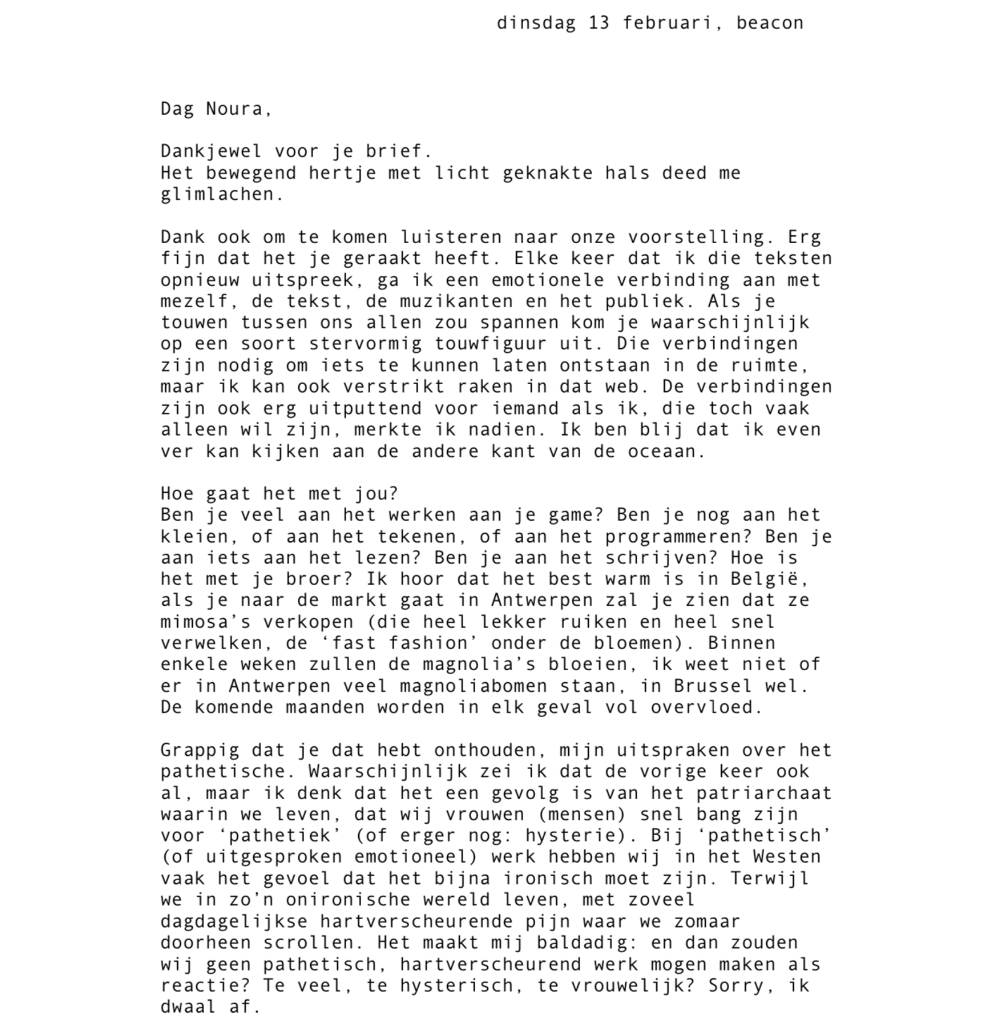 dinsdag 13 februari, beacon
Dag Noura,
Dankjewel voor je brief.
Het bewegend hertje met licht geknakte hals deed me
glimlachen.
Dank ook om te komen luisteren naar onze voorstelling. Erg
fijn dat het je geraakt heeft. Elke keer dat ik die teksten
opnieuw uitspreek, ga ik een emotionele verbinding aan met
mezelf, de tekst, de muzikanten en het publiek. Als je
touwen tussen ons allen zou spannen kom je waarschijnlijk
op een soort stervormig touwfiguur uit. Die verbindingen
zijn nodig om iets te kunnen laten ontstaan in de ruimte,
maar ik kan ook verstrikt raken in dat web. De verbindingen
zijn ook erg uitputtend voor iemand als ik, die toch vaak
alleen wil zijn, merkte ik nadien. Ik ben blij dat ik even
ver kan kijken aan de andere kant van de oceaan.
Hoe gaat het met jou?
Ben je veel aan het werken aan je game? Ben je nog aan het
kleien, of aan het tekenen, of aan het programmeren? Ben je
aan iets aan het lezen? Ben je aan het schrijven? Hoe is
het met je broer? Ik hoor dat het best warm is in België,
als je naar de markt gaat in Antwerpen zal je zien dat ze
mimosa’s verkopen (die heel lekker ruiken en heel snel
verwelken, de ‘fast fashion’ onder de bloemen). Binnen
enkele weken zullen de magnolia’s bloeien, ik weet niet of
er in Antwerpen veel magnoliabomen staan, in Brussel wel.
De komende maanden worden in elk geval vol overvloed.
Grappig dat je dat hebt onthouden, mijn uitspraken over het
pathetische. Waarschijnlijk zei ik dat de vorige keer ook
al, maar ik denk dat het een gevolg is van het patriarchaat
waarin we leven, dat wij vrouwen (mensen) snel bang zijn
voor ‘pathetiek’ (of erger nog: hysterie). Bij ‘pathetisch’
(of uitgesproken emotioneel) werk hebben wij in het Westen
vaak het gevoel dat het bijna ironisch moet zijn. Terwijl
we in zo’n onironische wereld leven, met zoveel
dagdagelijkse hartverscheurende pijn waar we zomaar
doorheen scrollen. Het maakt mij baldadig: en dan zouden
wij geen pathetisch, hartverscheurend werk mogen maken als
reactie? Te veel, te hysterisch, te vrouwelijk? Sorry, ik
dwaal af.